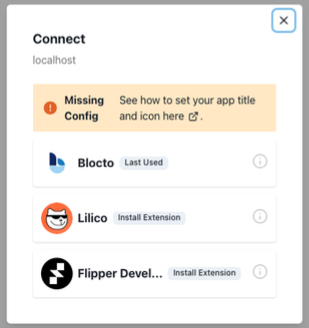 Connect
localhost
Missing Config
See how to set your app title and icon here.
Blocto Last Used
Lilico Install Extension
Flipper Devel... Install Extension